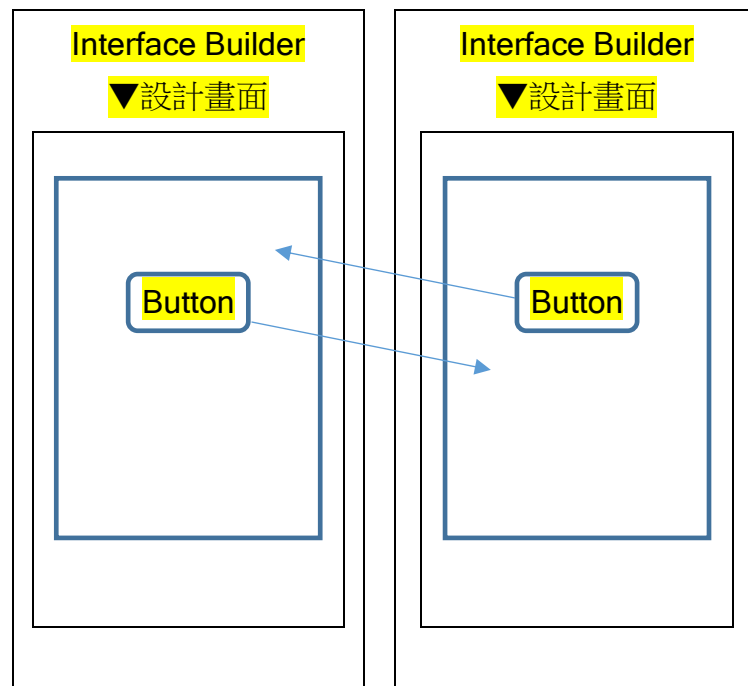 Interface Builder
▼設計畫面
Button
Interface Builder
▼設計畫面
Button